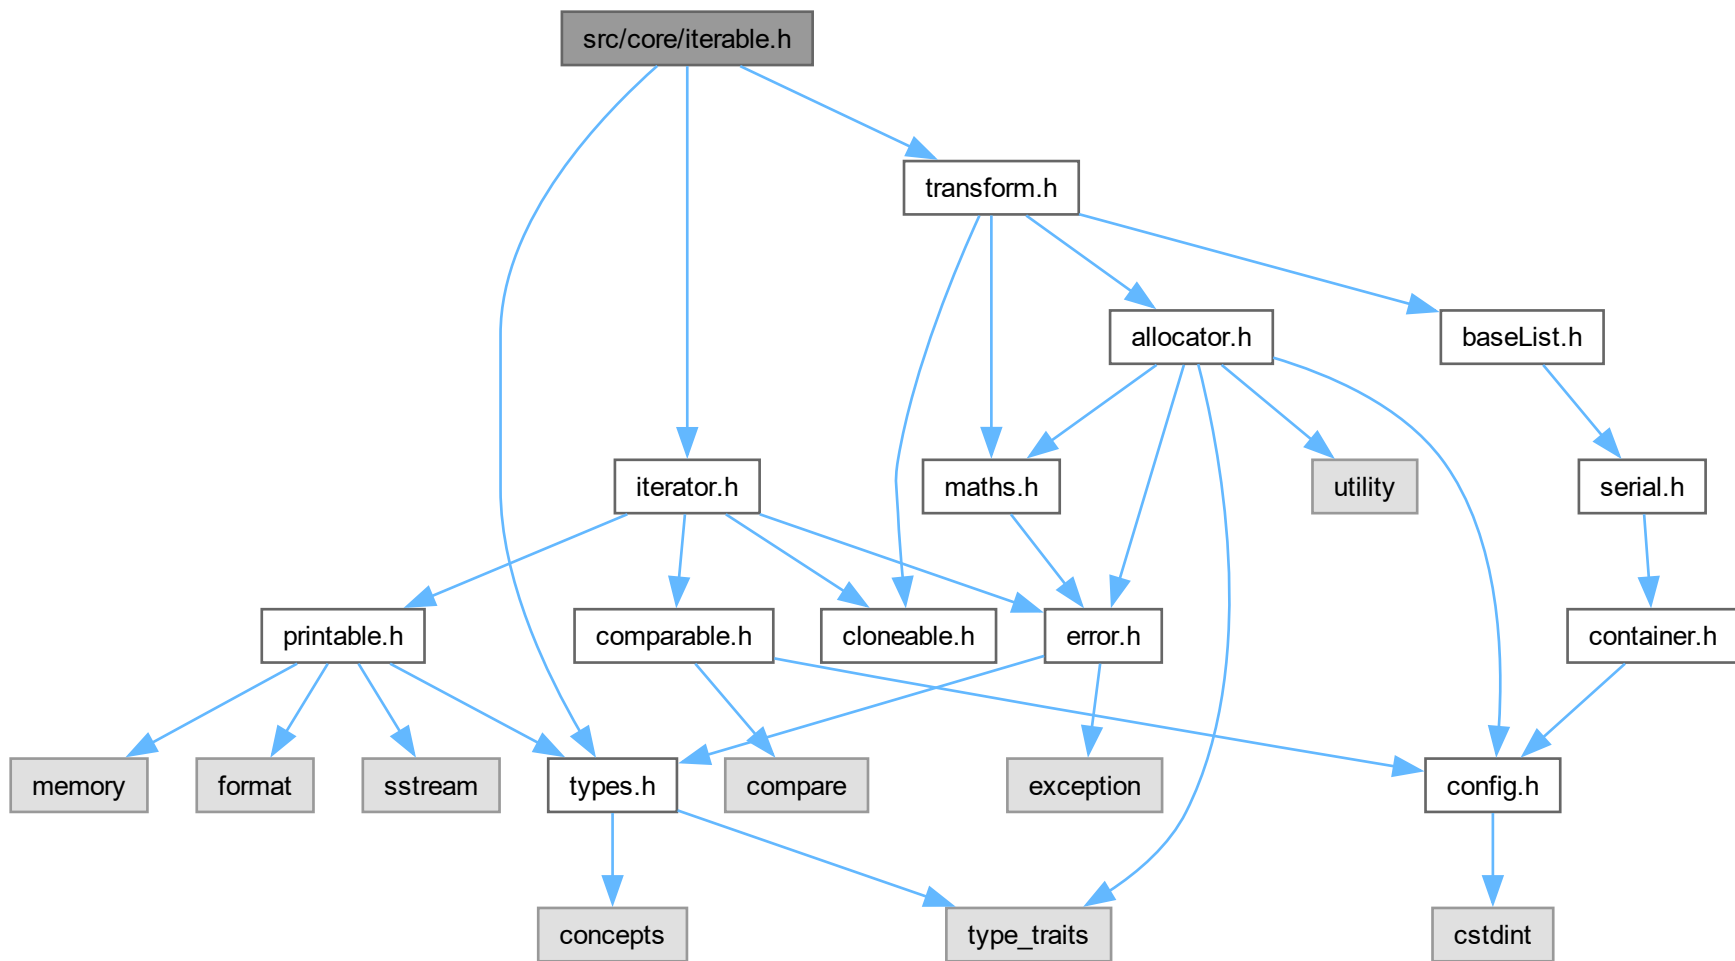 src/core/iterable.h
transform.h
allocator.h
baseList.h
iterator.h
maths.h
utility
serial.h
printable.h
comparable.h
cloneable.h
error.h
container.h
memory
format
sstream
types.h
compare
exception
config.h
concepts
type_traits
cstdint